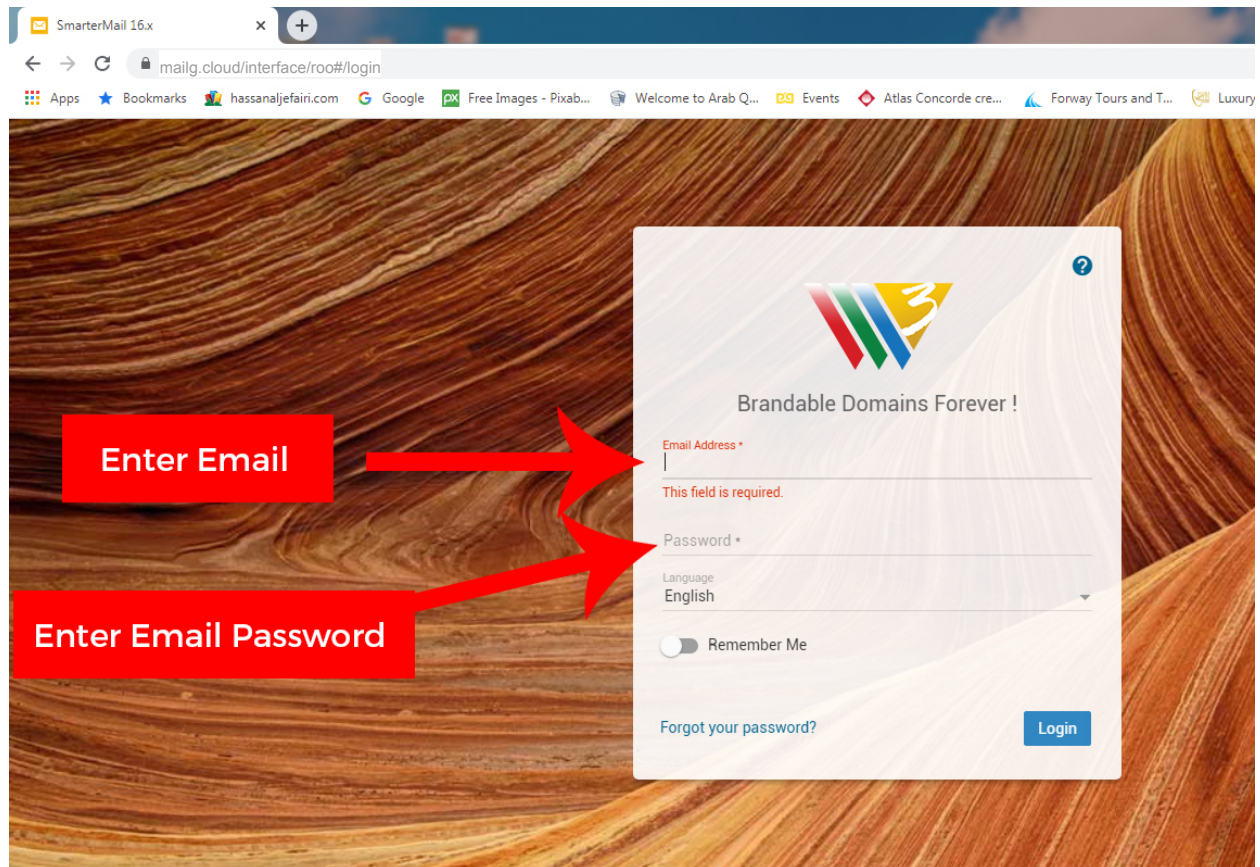 SmarterMail 16.x
mailg.cloud/interface/roo#/login
Apps Bookmarks hassanaljefairi.com Google PX Free Images - Pixab... Welcome to Arab Q... Events Atlas Concorde cre... Forway Tours and T... Luxury
3
Brandable Domains Forever !
Enter Email
Email Address *
This field is required.
Password *
Enter Email Password
Language
English
Remember Me
Forgot your password? Login